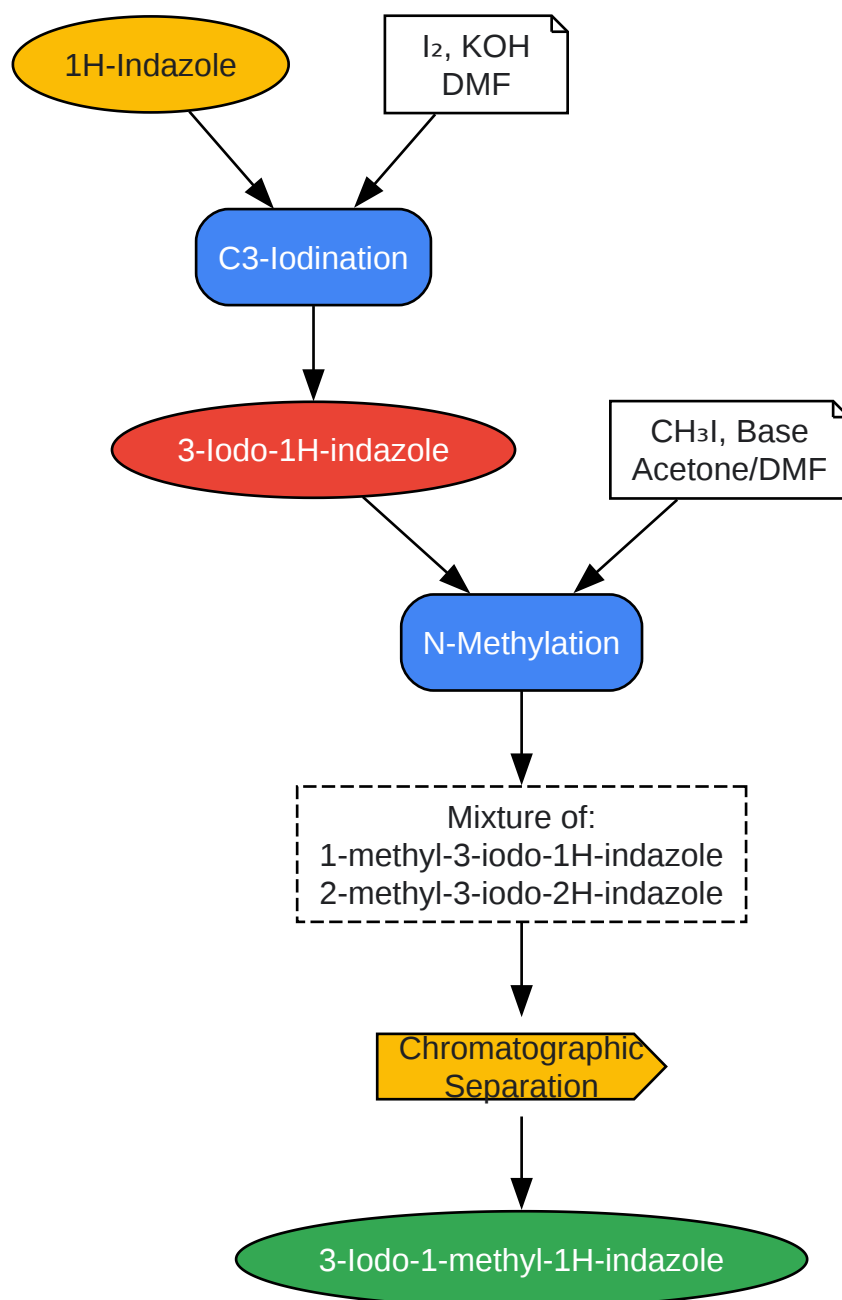 1H-Indazole
I₂, KOH
DMF
C3-Iodination
3-Iodo-1H-indazole
CH₃I, Base
Acetone/DMF
N-Methylation
Mixture of:
1-methyl-3-iodo-1H-indazole
2-methyl-3-iodo-2H-indazole
Chromatographic
Separation
3-Iodo-1-methyl-1H-indazole